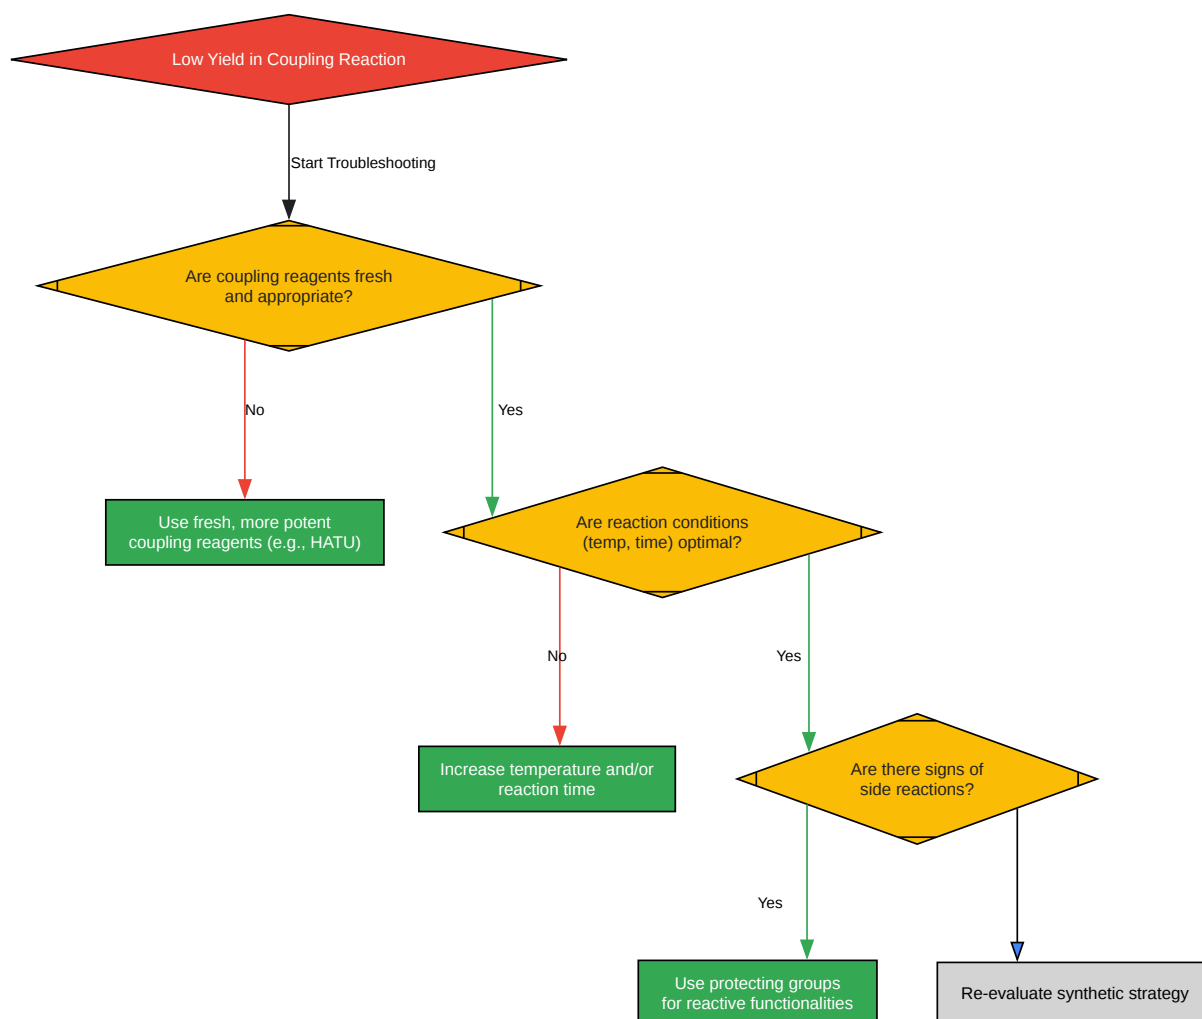 Low Yield in Coupling Reaction
Start Troubleshooting
Are coupling reagents fresh
and appropriate?
No
Yes
Use fresh, more potent
coupling reagents (e.g., HATU)
Are reaction conditions
(temp, time) optimal?
No
Yes
Increase temperature and/or
reaction time
Are there signs of
side reactions?
Yes
Use protecting groups
for reactive functionalities
Re-evaluate synthetic strategy